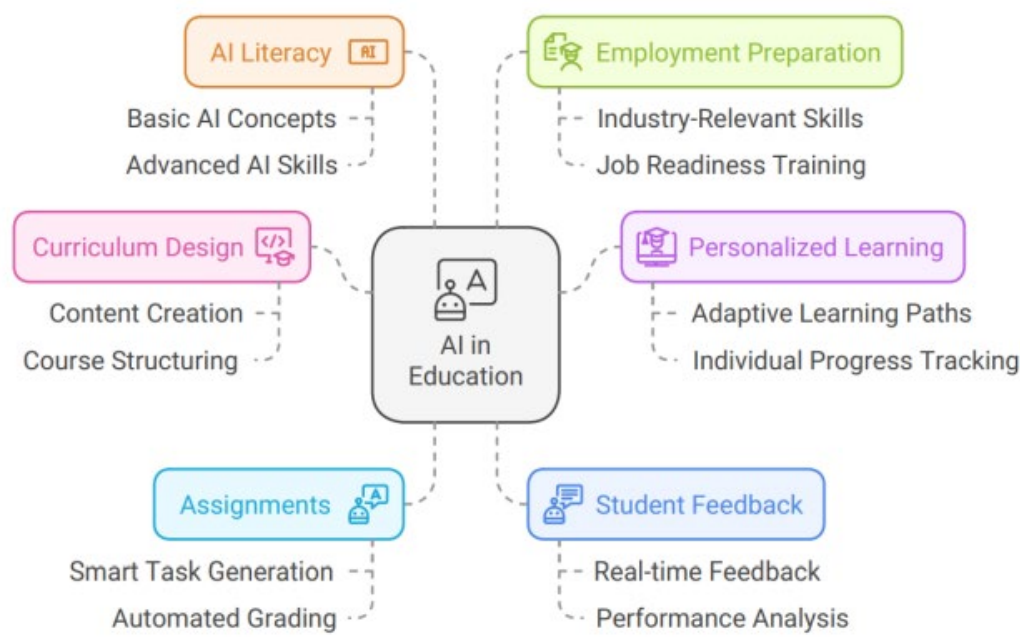 AI Literacy
AI
Basic AI Concepts
Advanced AI Skills
Employment Preparation
Industry-Relevant Skills
Job Readiness Training
Curriculum Design
</>
Content Creation
Course Structuring
A
AI in
Education
Personalized Learning
Adaptive Learning Paths
Individual Progress Tracking
Assignments
A
Smart Task Generation
Automated Grading
Student Feedback
Real-time Feedback
Performance Analysis